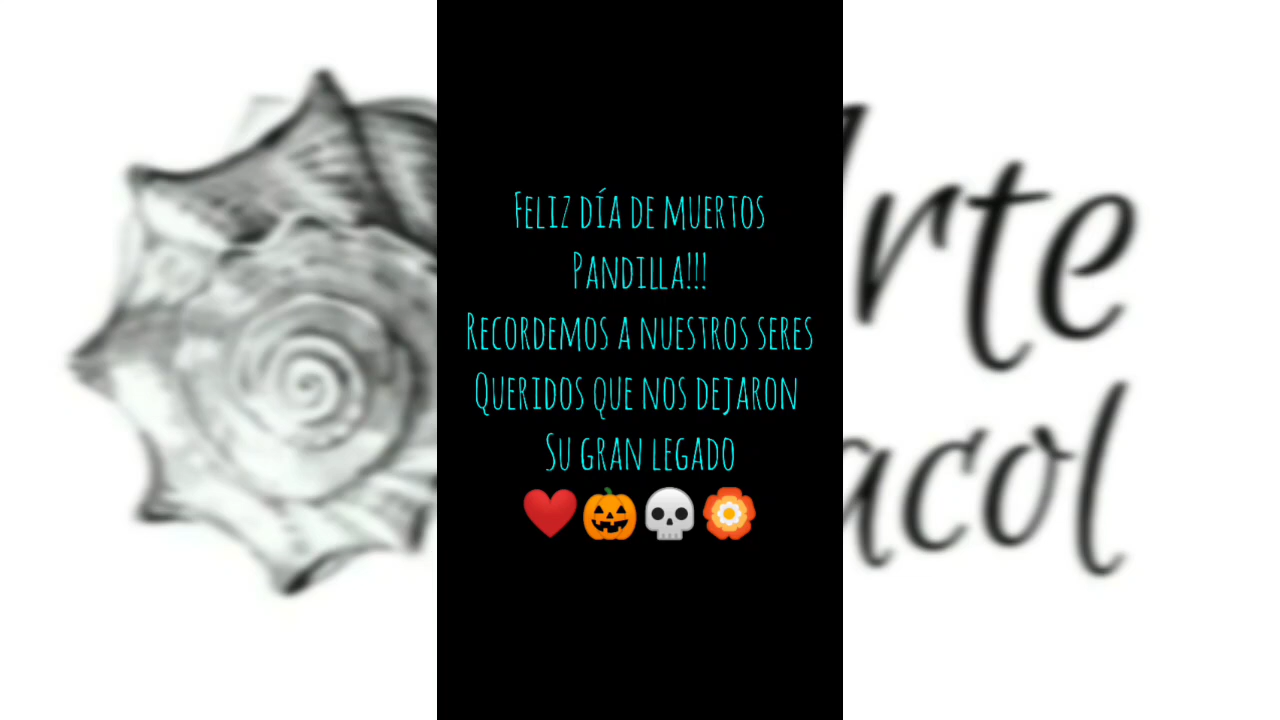 Feliz día de muertos
Pandilla!!!
Recordemos a nuestros seres
Queridos que nos dejaron
Su gran legado
❤️🎃💀🏵️